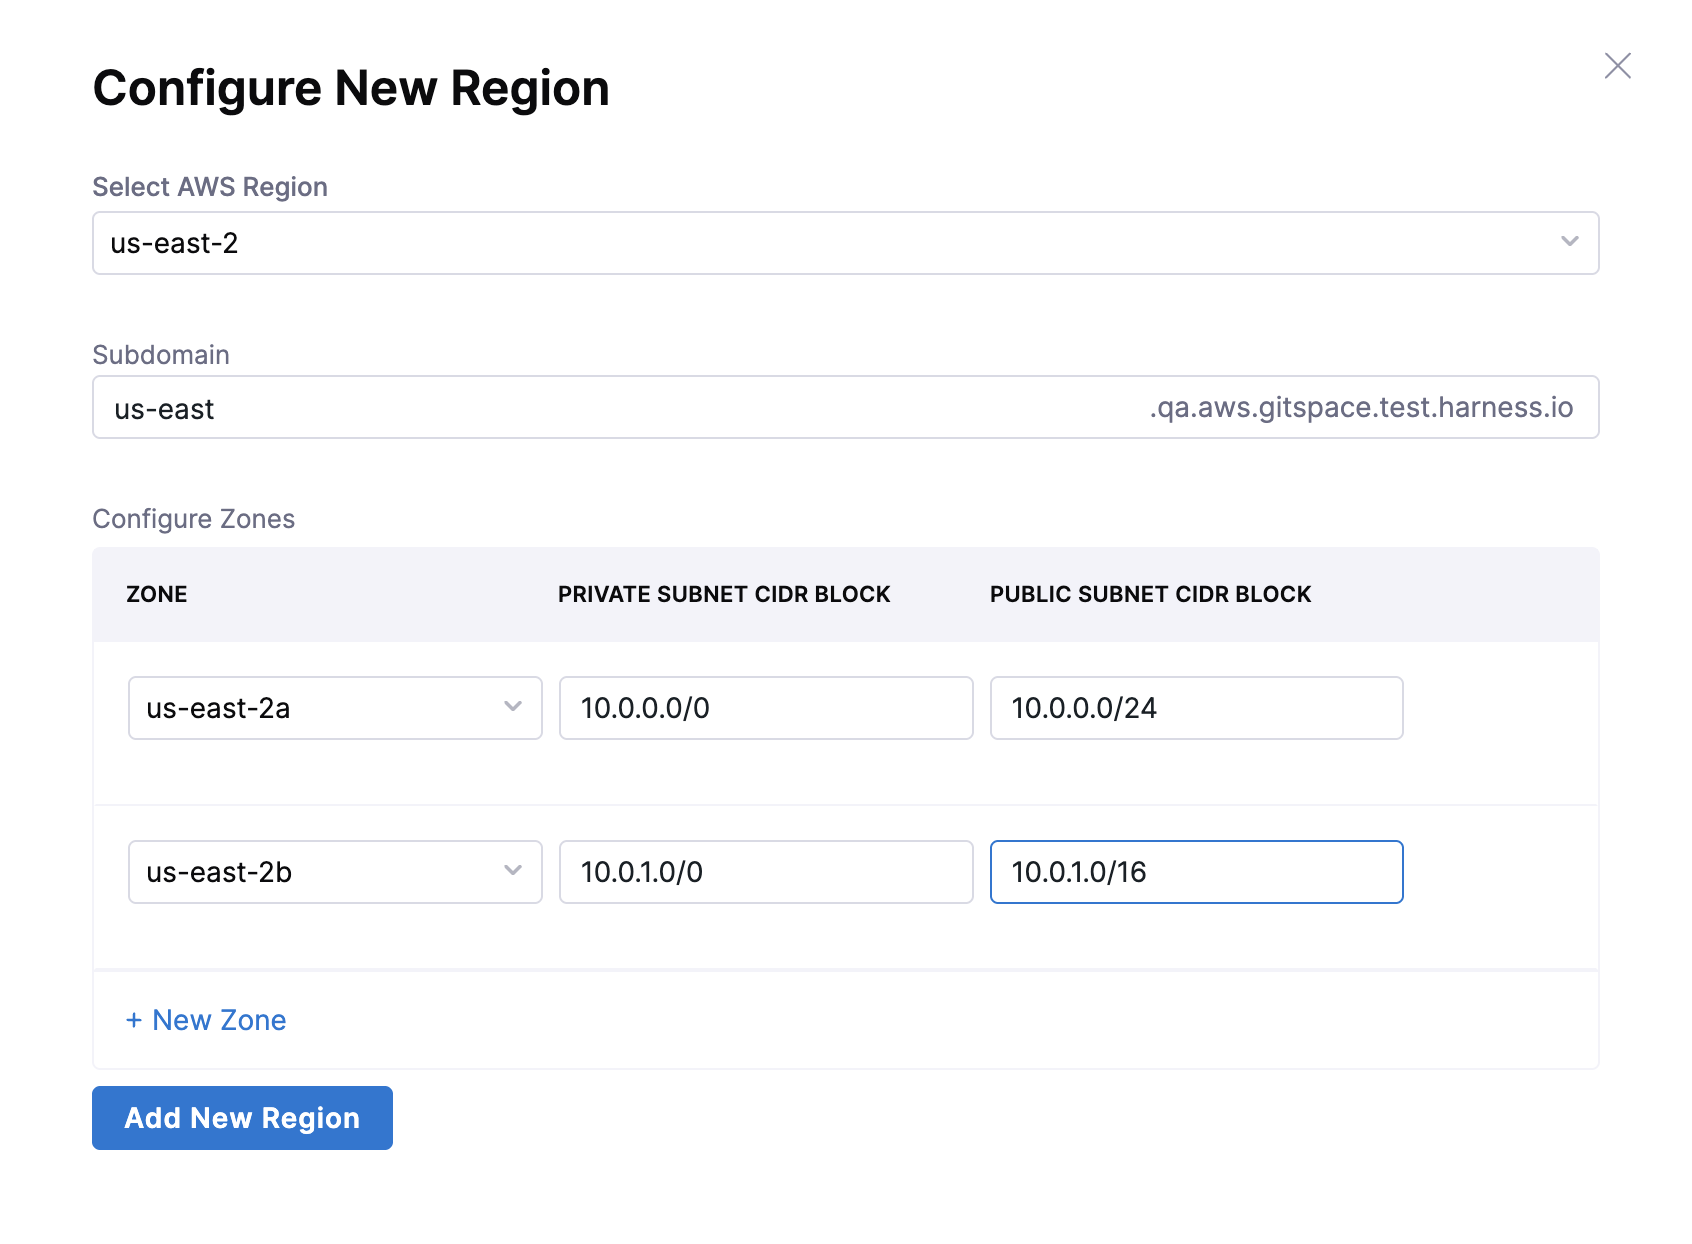 Configure New Region
Select AWS Region
us-east-2
Subdomain
us-east .qa.aws.gitspace.test.harness.io
Configure Zones
ZONE PRIVATE SUBNET CIDR BLOCK PUBLIC SUBNET CIDR BLOCK
us-east-2a 10.0.0.0/0 10.0.0.0/24
us-east-2b 10.0.1.0/0 10.0.1.0/16
+ New Zone
Add New Region